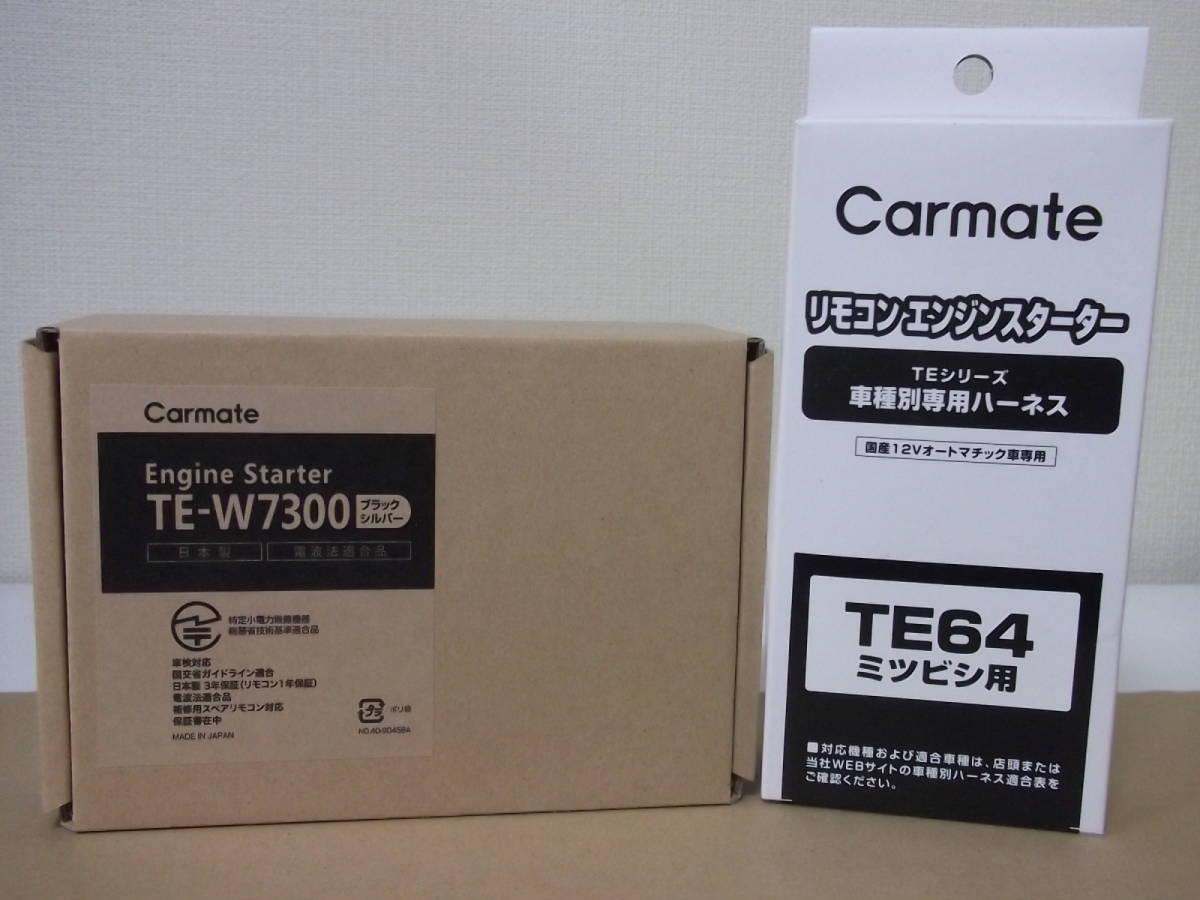 Carmate
Engine Starter
TE-W7300
ブラック
シルバー
日本製
電波法適合品
特定小電力無線機器
総務省技術基準適合品
車検対応
国交省ガイドライン適合
日本製 3年保証(リモコン1年保証)
電波法適合品
補修用スペアリモコン対応
保証書在中
MADE IN JAPAN
プラ
ポリ袋
NO.40-90458A
Carmate
リモコンエンジンスターター
TEシリーズ
車種別専用ハーネス
国産12Vオートマチック車専用
TE64
ミツビシ用
■対応機種および適合車種は、店頭または
当社WEBサイトの車種別ハーネス適合表を
ご確認ください。